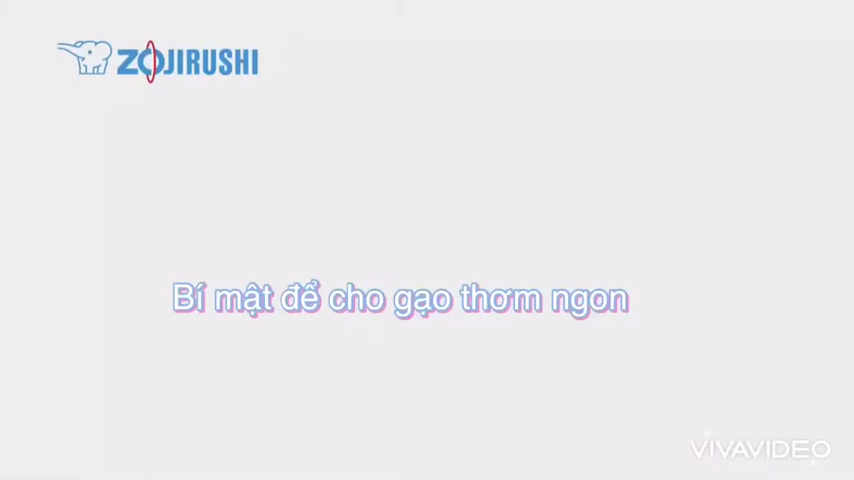 ZOJIRUSHI
Bí mật để cho gạo thơm ngon
VIVAVIDEO